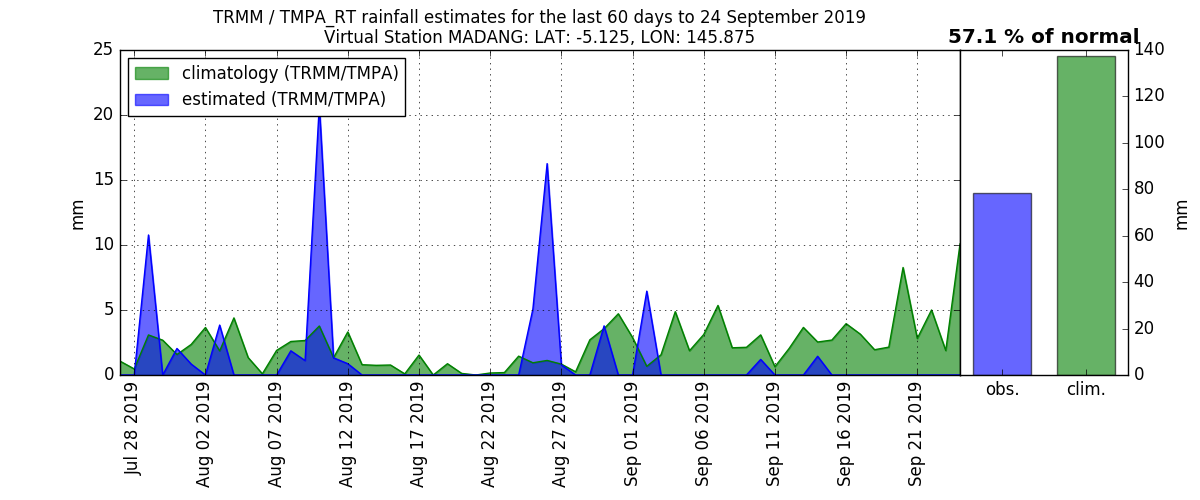 TRMM / TMPA_RT rainfall estimates for the last 60 days to 24 September 2019
Virtual Station MADANG: LAT: -5.125, LON: 145.875
57.1 % of normal
climatology (TRMM/TMPA)
estimated (TRMM/TMPA)
25
20
15
10
5
0
mm
Jul 28 2019
Aug 02 2019
Aug 07 2019
Aug 12 2019
Aug 17 2019
Aug 22 2019
Aug 27 2019
Sep 01 2019
Sep 06 2019
Sep 11 2019
Sep 16 2019
Sep 21 2019
obs.
clim.
140
120
100
80
60
40
20
0
mm